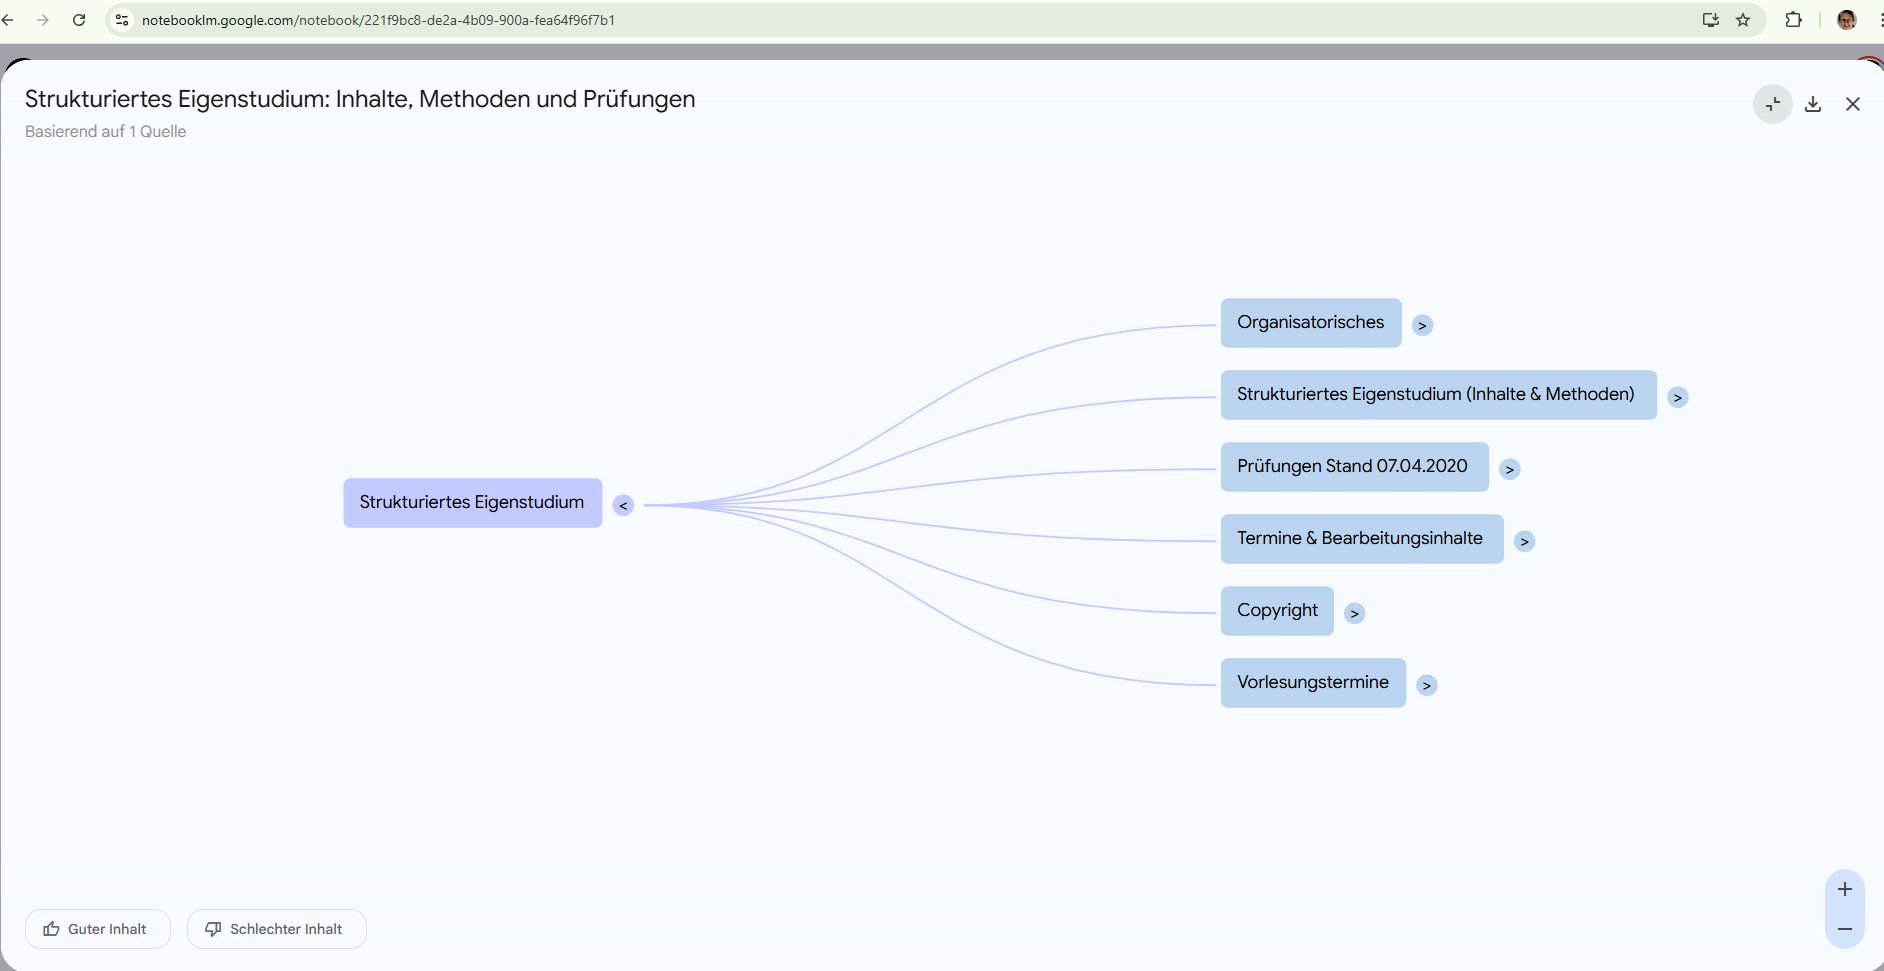 notebooklm.google.com/notebook/221f9bc8-de2a-4b09-900a-fea64f96f7b1
Strukturiertes Eigenstudium: Inhalte, Methoden und Prüfungen
Basierend auf 1 Quelle
Organisatorisches >
Strukturiertes Eigenstudium (Inhalte & Methoden) >
Prüfungen Stand 07.04.2020 >
Strukturiertes Eigenstudium <
Termine & Bearbeitungsinhalte >
Copyright >
Vorlesungstermine >
Guter Inhalt
Schlechter Inhalt